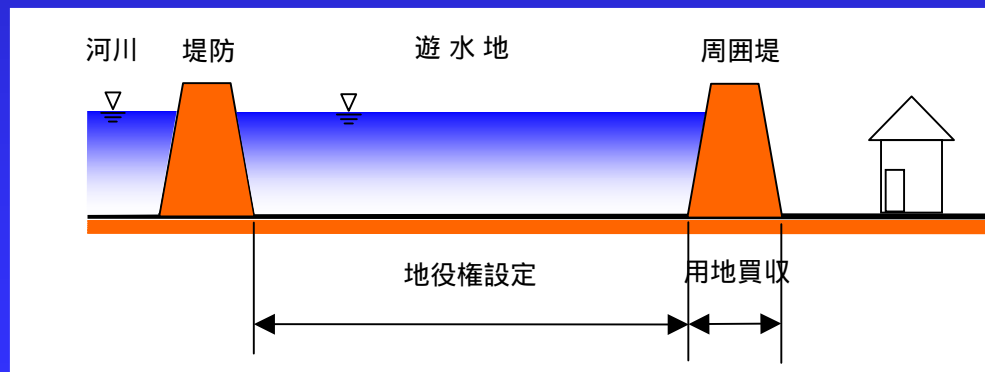 河川
堤防
遊水地
周囲堤
地役権設定
用地買収